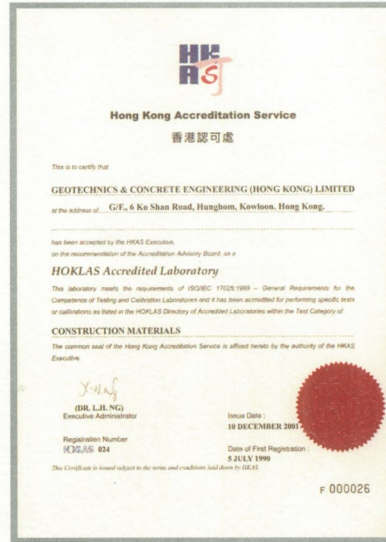 HK
AS
Hong Kong Accreditation Service
香港認可處
This is to certify that
GEOTECHNICS & CONCRETE ENGINEERING (HONG KONG) LIMITED
at the address of G/F., 6 Ko Shan Road, Hunghom, Kowloon, Hong Kong.
has been accepted by the HKAS Executive,
on the recommendation of the Accreditation Advisory Board, as a
HOKLAS Accredited Laboratory
This laboratory meets the requirements of ISO/IEC 17025:1999 – General Requirements for the
Competence of Testing and Calibration Laboratories and it has been accredited for performing specific tests
or calibrations as listed in the HOKLAS Directory of Accredited Laboratories within the Test Category of
CONSTRUCTION MATERIALS
The common seal of the Hong Kong Accreditation Service is affixed hereto by the authority of the HKAS
Executive
(DR. L.H. NG)
Executive Administrator
Issue Date :
10 DECEMBER 2001
Registration Number
HOKLAS 024
Date of First Registration :
5 JULY 1990
This Certificate is issued subject to the terms and conditions laid down by HKAS
F 000026